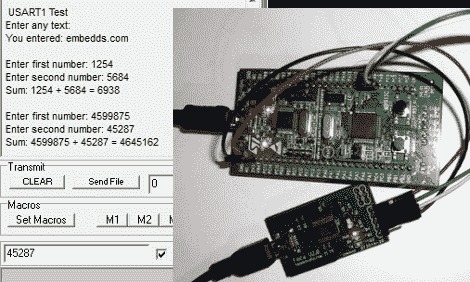 USART1 Test
Enter any text:
You entered: embedds.com
Enter first number: 1254
Enter second number: 5684
Sum: 1254 + 5684 = 6938
Enter first number: 4599875
Enter second number: 45287
Sum: 4599875 + 45287 = 4645162
Transmit
CLEAR
Send File
0
Macros
Set Macros
M1
M2
45287